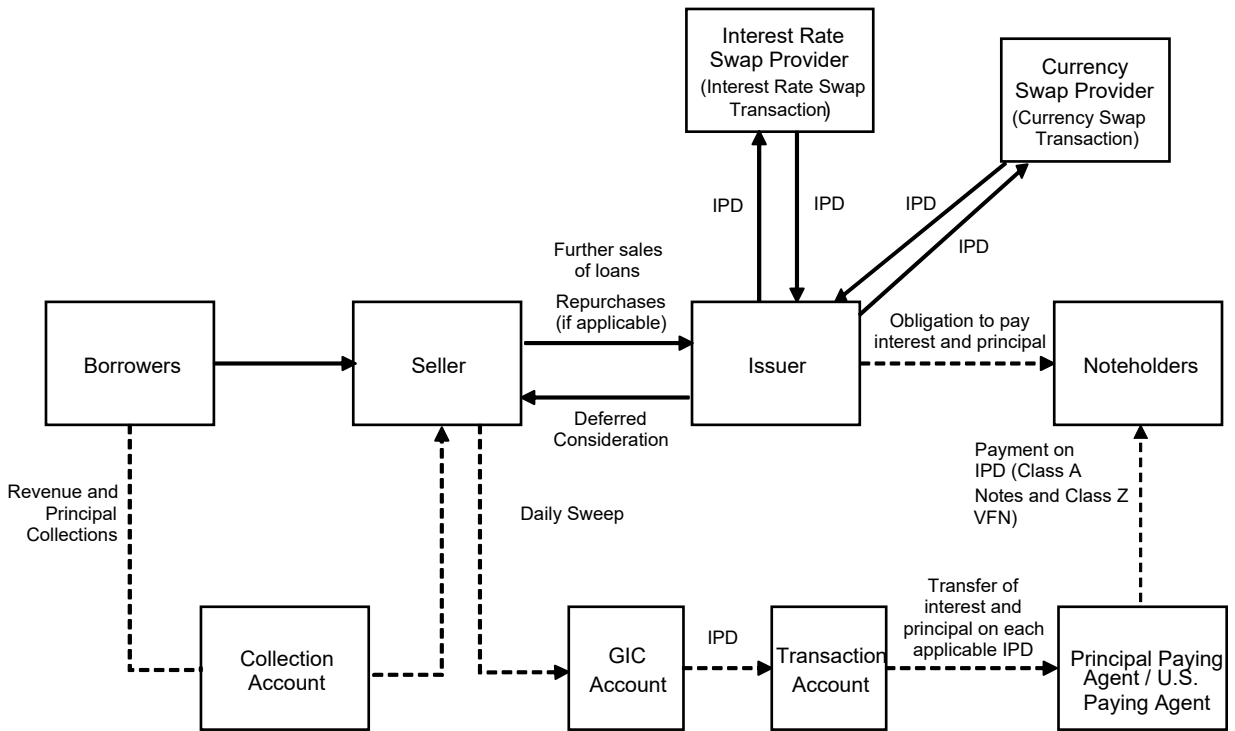 Interest Rate
Swap Provider
(Interest Rate Swap
Transaction)
Currency
Swap Provider
(Currency Swap
Transaction)
IPD
IPD
IPD
IPD
Further sales
of loans
Repurchases
(if applicable)
Obligation to pay
interest and principal
Borrowers
Seller
Issuer
Noteholders
Deferred
Consideration
Revenue and
Principal
Collections
Daily Sweep
Payment on
IPD (Class A
Notes and Class Z
VFN)
Collection
Account
GIC
Account
IPD
Transaction
Account
Transfer of
interest and
principal on each
applicable IPD
Principal Paying
Agent / U.S.
Paying Agent